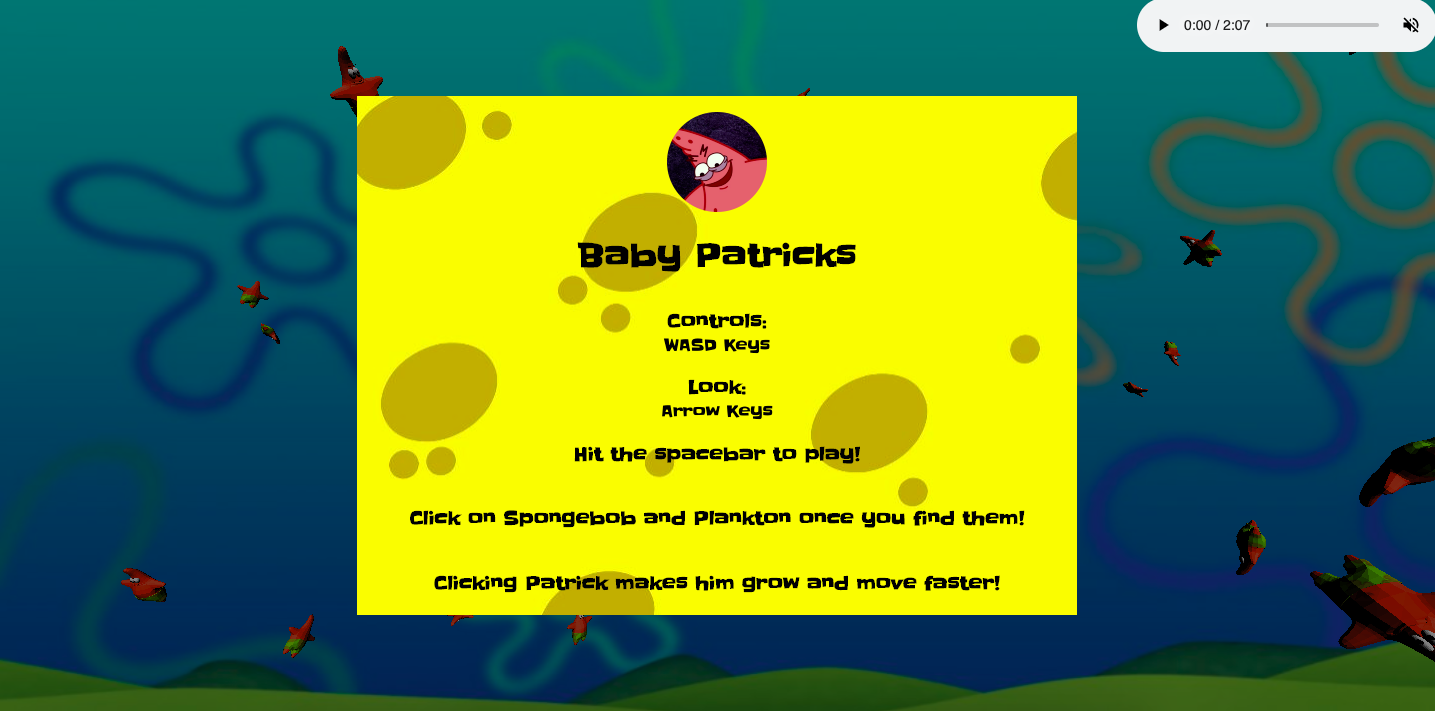 0:00 / 2:07
Baby Patricks
Controls:
WASD Keys
Look:
Arrow Keys
Hit the spacebar to play!
Click on Spongebob and Plankton once you find them!
Clicking Patrick makes him grow and move faster!